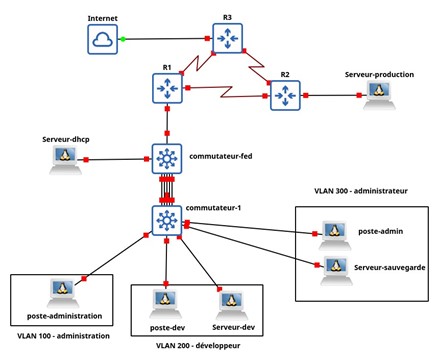 Internet
R3
R1
R2
Serveur-production
Serveur-dhcp
commutateur-fed
commutateur-1
VLAN 300 - administrateur
poste-admin
Serveur-sauvegarde
poste-administration
poste-dev
Serveur-dev
VLAN 100 - administration
VLAN 200 - développeur